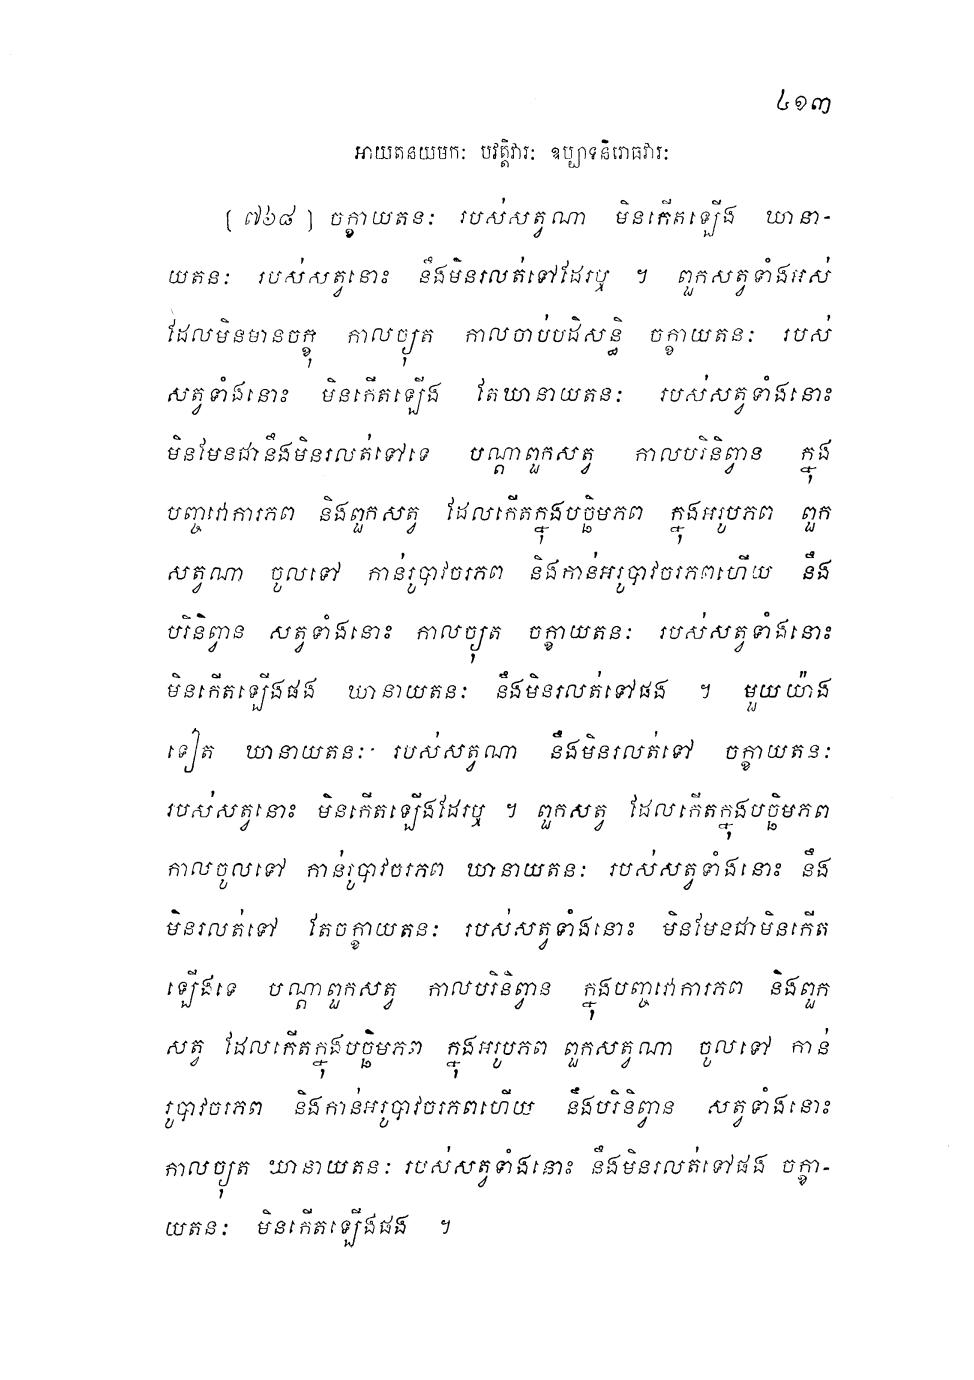 ៤១៣
អាយតនយមកៈ បវត្តិវារៈ ឧប្បាទនិរោធវារៈ
[ ៧៦៨ ] ចក្ខាយតនៈ របស់សត្វណា មិនកើតឡើង ឃានា-
យតនៈ របស់សត្វនោះ នឹងមិនរលត់ទៅដែរឬ ។ ពួកសត្វទាំងអស់
ដែលមិនមានចក្ខុ កាលច្យុត កាលចាប់បដិសន្ធិ ចក្ខាយតនៈ របស់
សត្វទាំងនោះ មិនកើតឡើង តែឃានាយតនៈ របស់សត្វទាំងនោះ
មិនមែនជានឹងមិនរលត់ទៅទេ បណ្តាពួកសត្វ កាលបរិនិព្វាន ក្នុង
បញ្ចវោការភព និងពួកសត្វ ដែលកើតក្នុងបច្ឆិមភព ក្នុងអរូបភព ពួក
សត្វណា ចូលទៅ កាន់រូបាវចរភព និងកាន់អរូបាវចរភពហើយ នឹង
បរិនិព្វាន សត្វទាំងនោះ កាលច្យុត ចក្ខាយតនៈ របស់សត្វទាំងនោះ
មិនកើតឡើងផង ឃានាយតនៈ នឹងមិនរលត់ទៅផង ។ មួយយ៉ាង
ទៀត ឃានាយតនៈ របស់សត្វណា នឹងមិនរលត់ទៅ ចក្ខាយតនៈ
របស់សត្វនោះ មិនកើតឡើងដែរឬ ។ ពួកសត្វ ដែលកើតក្នុងបច្ឆិមភព
កាលចូលទៅ កាន់រូបាវចរភព ឃានាយតនៈ របស់សត្វទាំងនោះ នឹង
មិនរលត់ទៅ តែចក្ខាយតនៈ របស់សត្វទាំងនោះ មិនមែនជាមិនកើត
ឡើងទេ បណ្តាពួកសត្វ កាលបរិនិព្វាន ក្នុងបញ្ចវោការភព និងពួក
សត្វ ដែលកើតក្នុងបច្ឆិមភព ក្នុងអរូបភព ពួកសត្វណា ចូលទៅ កាន់
រូបាវចរភព និងកាន់អរូបាវចរភពហើយ នឹងបរិនិព្វាន សត្វទាំងនោះ
កាលច្យុត ឃានាយតនៈ របស់សត្វទាំងនោះ នឹងមិនរលត់ទៅផង ចក្ខា-
យតនៈ មិនកើតឡើងផង ។